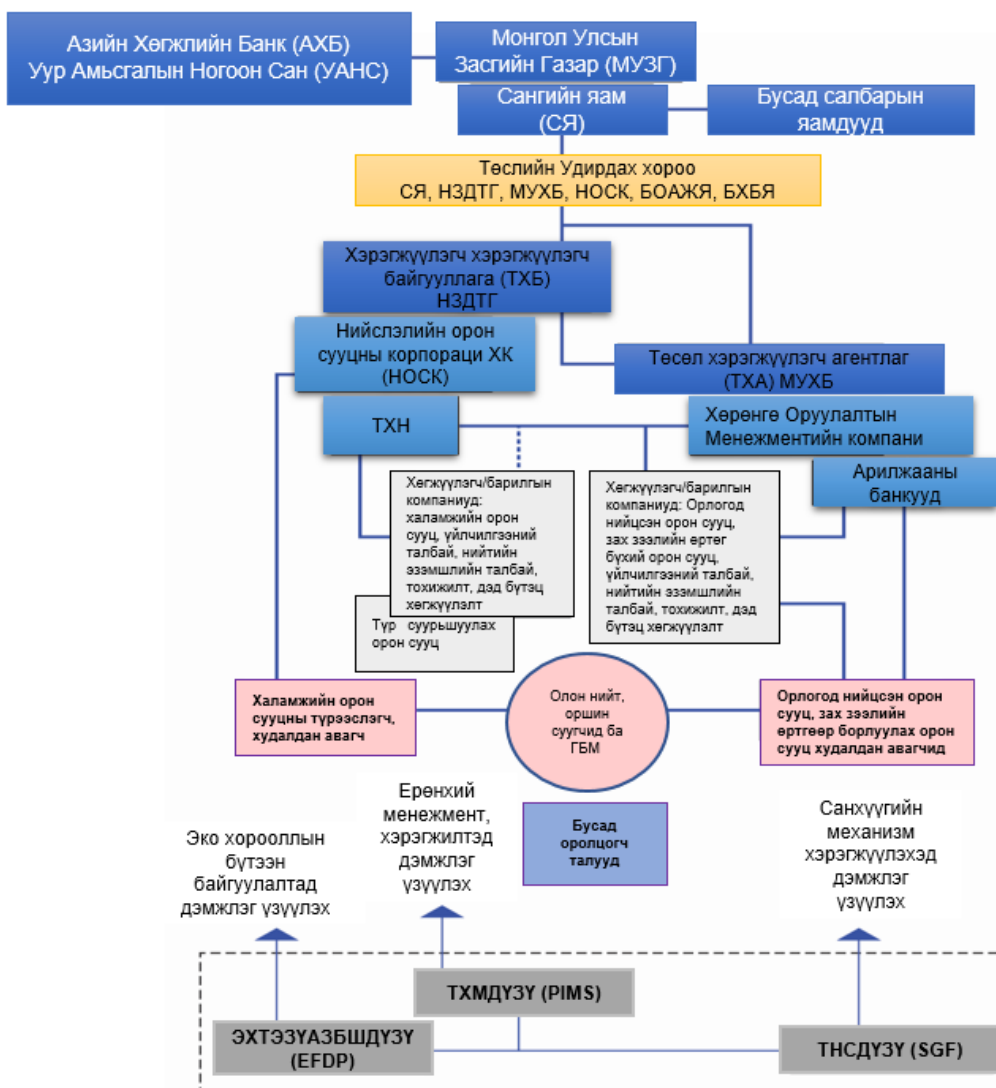 Азийн Хөгжлийн Банк (АХБ)
Уур Амьсгалын Ногоон Сан (УАНС)
Монгол Улсын
Засгийн Газар (МУЗГ)
Сангийн яам
(СЯ)
Бусад салбарын
яамдууд
Төслийн Удирдах хороо
СЯ, НЗДТГ, МУХБ, НОСК, БОАЖЯ, БХБЯ
Хэрэгжүүлэгч хэрэгжүүлэгч
байгууллага (ТХБ)
НЗДТГ
Нийслэлийн орон
сууцны корпораци ХК
(НОСК)
Төсөл хэрэгжүүлэгч агентлаг
(ТХА) МУХБ
ТХН
Хөрөнгө Оруулалтын
Менежментийн компани
Арилжааны
банкууд
Хөгжүүлэгч/барилгын
компаниуд:
халамжийн орон
сууц, үйлчилгээний
талбай, нийтийн
эзэмшлийн талбай,
тохижилт, дэд бүтэц
хөгжүүлэлт
Хөгжүүлэгч/барилгын
компаниуд: Орлогод
нийцсэн орон сууц,
зах зээлийн өртөг
бүхий орон сууц,
үйлчилгээний талбай,
нийтийн эзэмшлийн
талбай, тохижилт, дэд
бүтэц хөгжүүлэлт
Түр суурьшуулах
орон сууц
Халамжийн орон
сууцны түрээслэгч,
худалдан авагч
Олон нийт,
оршин
суугчид ба
ГБМ
Орлогод нийцсэн орон
сууц, зах зээлийн
өртгөөр борлуулах орон
сууц худалдан авагчид
Эко хорооллын
бүтээн
байгуулалтад
дэмжлэг үзүүлэх
Ерөнхий
менежмент,
хэрэгжилтэд
дэмжлэг
үзүүлэх
Бусад
оролцогч
талууд
Санхүүгийн
механизм
хэрэгжүүлэхэд
дэмжлэг
үзүүлэх
ТХМДҮЗҮ (PIMS)
ЭХТЭЗҮАЗБШДҮЗҮ
(EFDP)
ТНСДҮЗҮ (SGF)